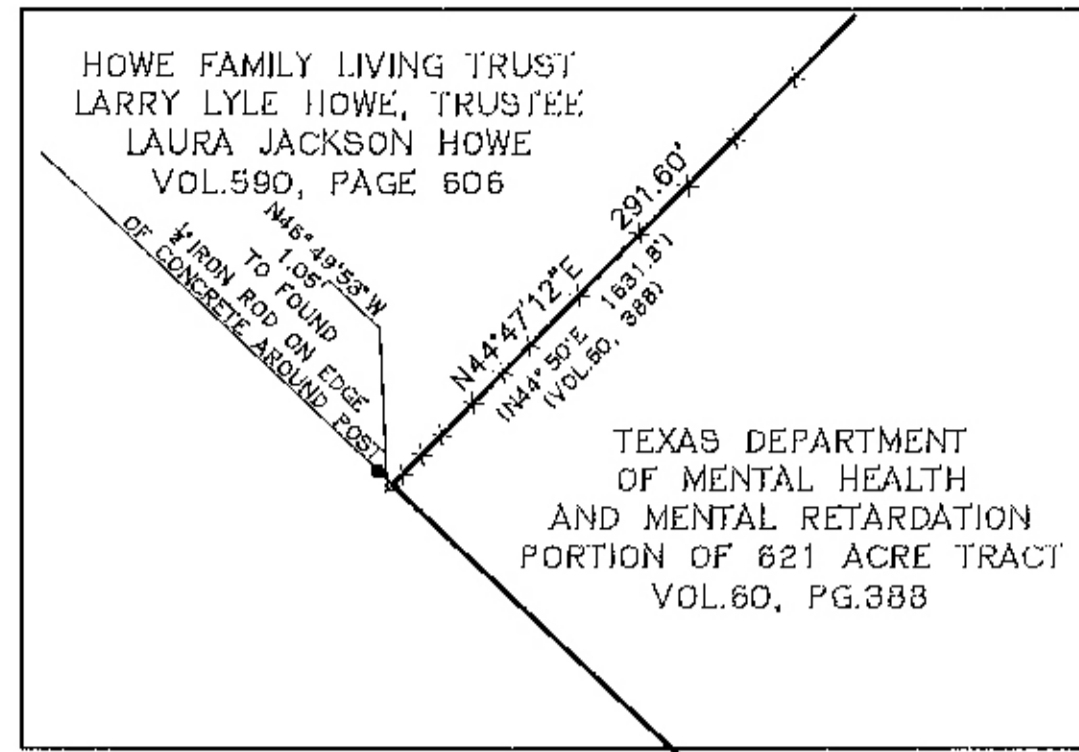 HOWE FAMILY LIVING TRUST
LARRY LYLE HOWE, TRUSTEE
LAURA JACKSON HOWE
VOL.590, PAGE 606
N46°49'53"W
1.05'
TO FOUND
½" IRON ROD ON EDGE
OF CONCRETE AROUND POST
N44°47'12"E 291.60'
(N44°50'E 1631.8')
(VOL.60, 388)
TEXAS DEPARTMENT
OF MENTAL HEALTH
AND MENTAL RETARDATION
PORTION OF 621 ACRE TRACT
VOL.60, PG.388